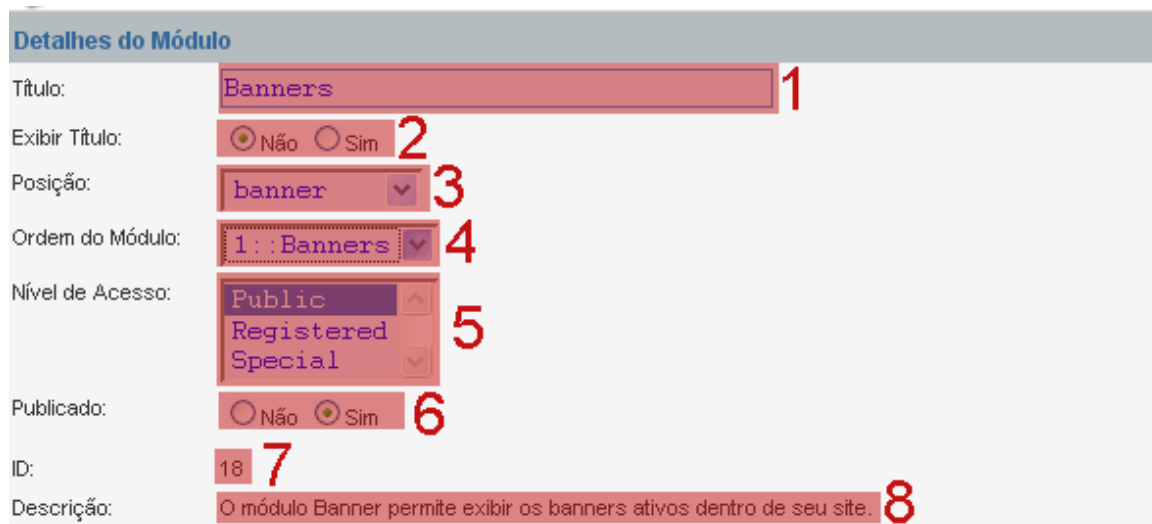 Detalhes do Módulo
Título: Banners 1
Exibir Título: Não Sim 2
Posição: banner 3
Ordem do Módulo: 1::Banners 4
Nível de Acesso: Public
Registered 5
Special
Publicado: Não Sim 6
ID: 18 7
Descrição: O módulo Banner permite exibir os banners ativos dentro de seu site. 8